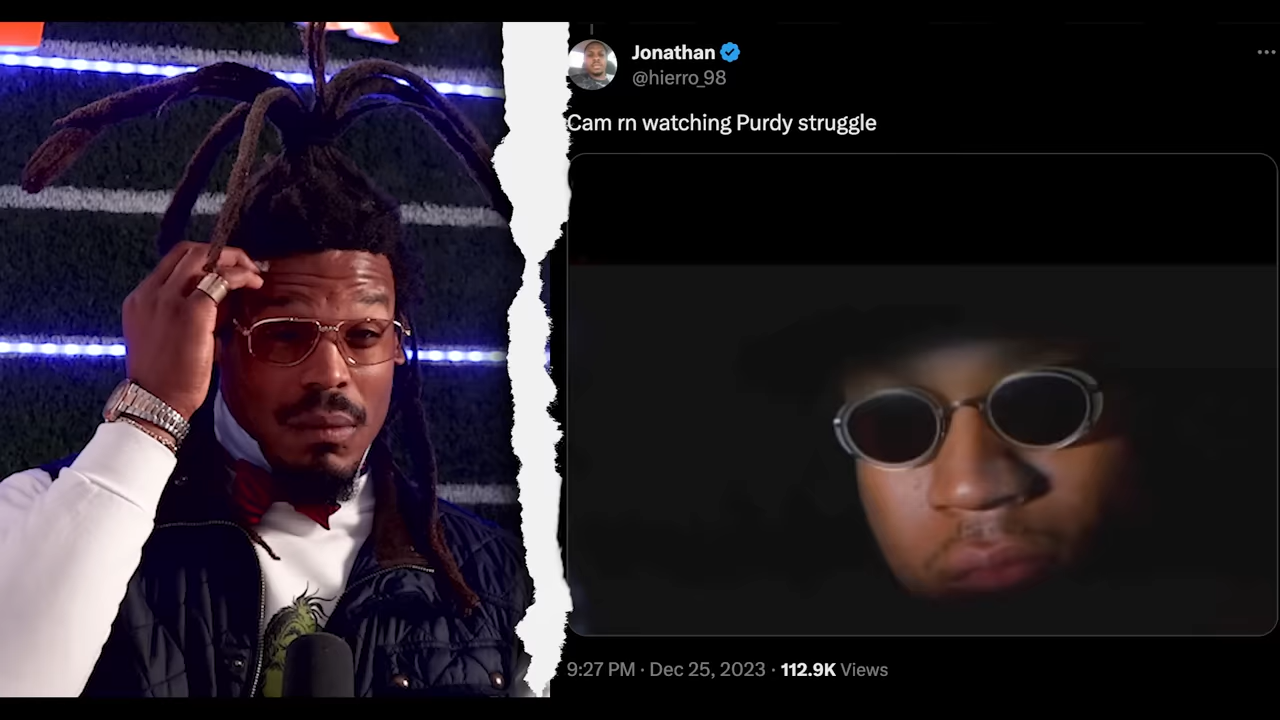 Jonathan
@hierro_98
Cam rn watching Purdy struggle
9:27 PM · Dec 25, 2023 · 112.9K Views